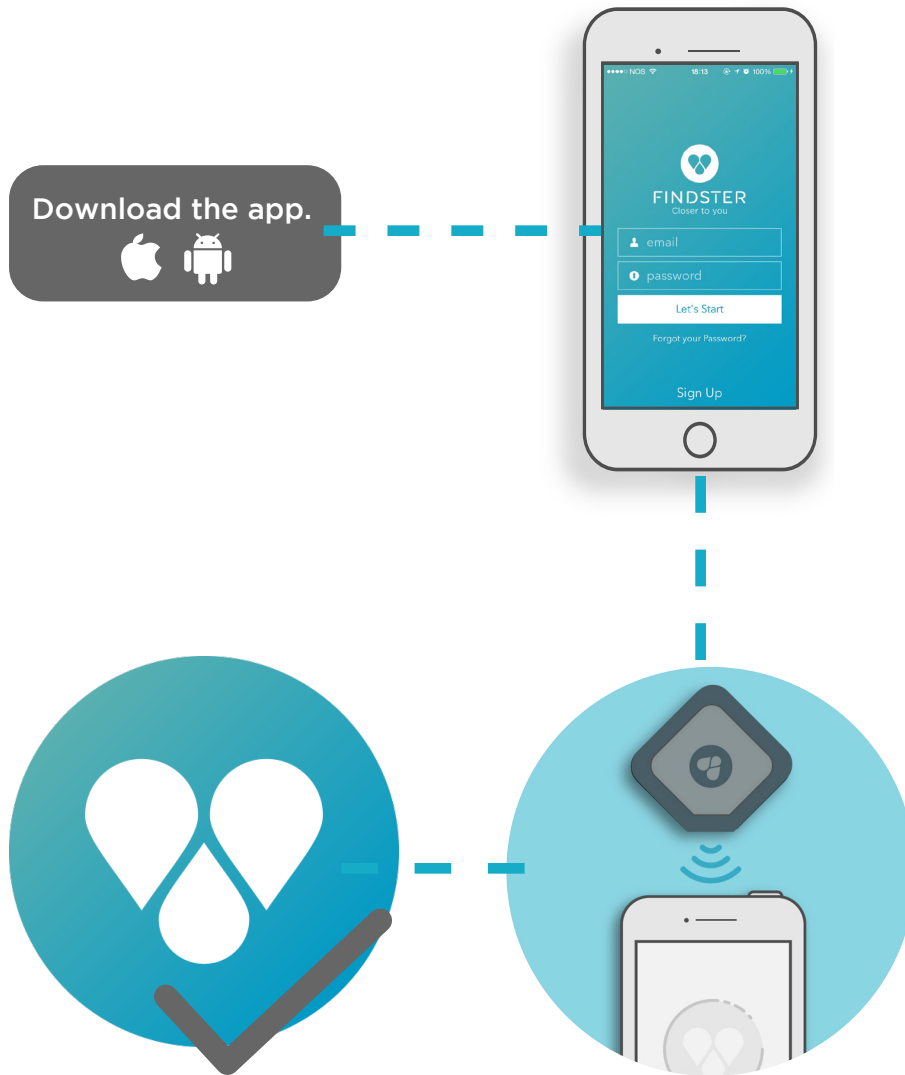 Download the app.
NOS 18:13 100%
FINDSTER
Closer to you
email
password
Let's Start
Forgot your Password?
Sign Up